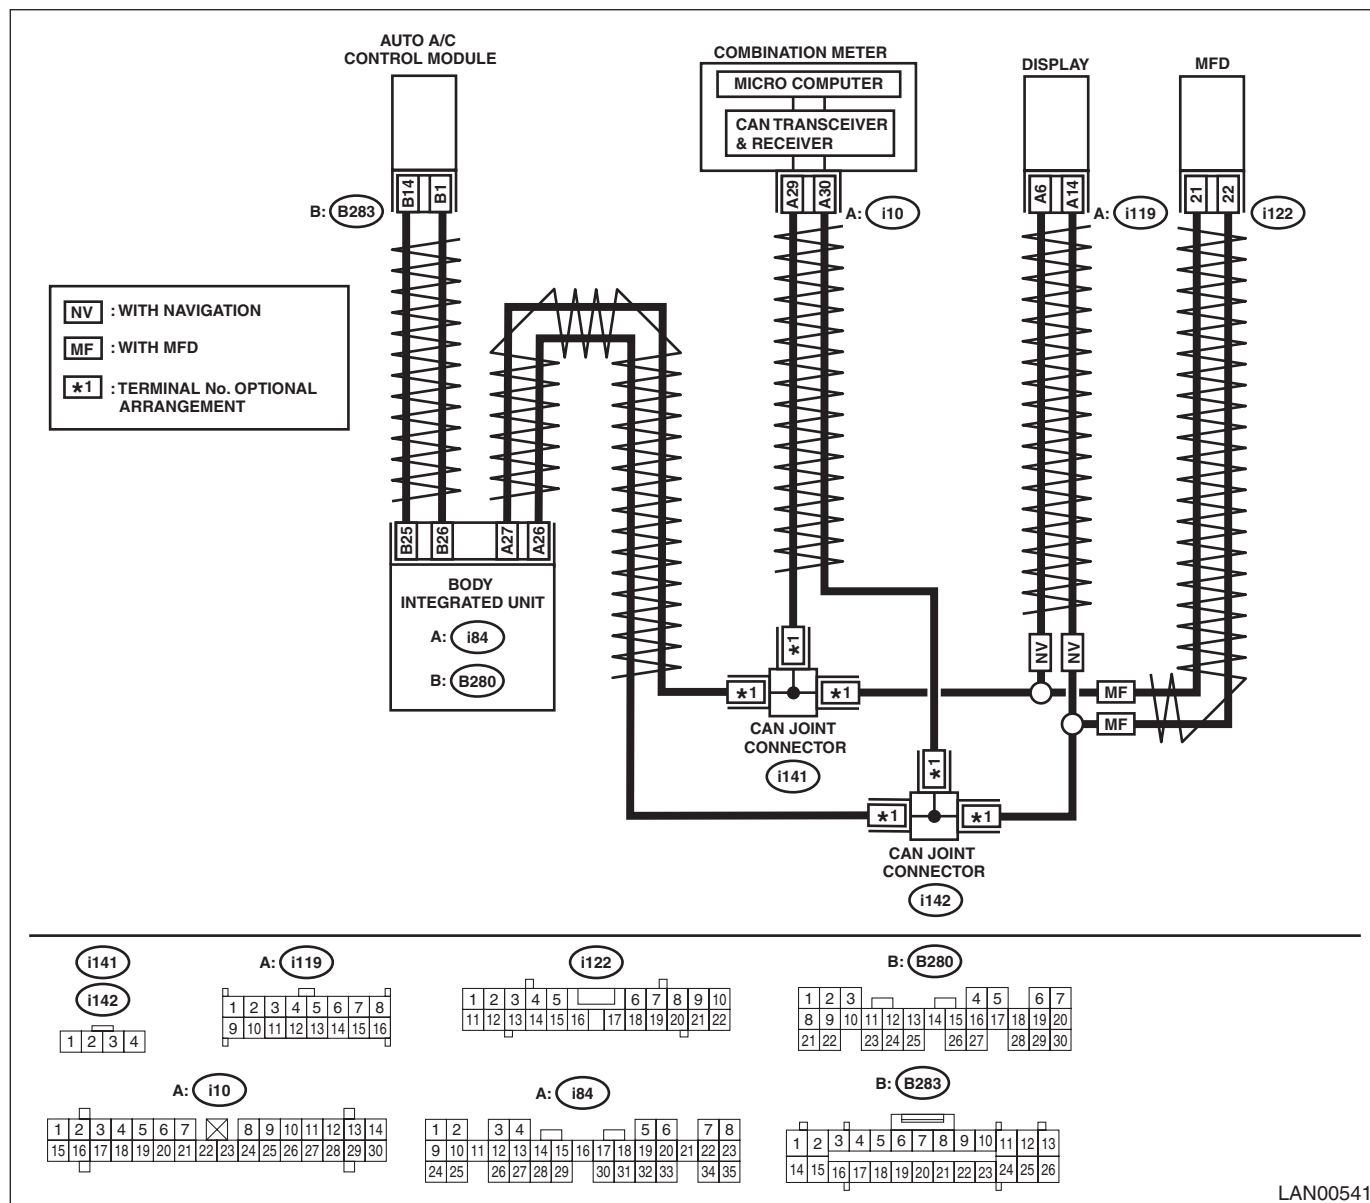 AUTO A/C
CONTROL MODULE
COMBINATION METER
MICRO COMPUTER
CAN TRANSCEIVER
& RECEIVER
DISPLAY
MFD
B14 B1
A29 A30
A6 A14
21 22
B: B283
A: i10
A: i119
i122
NV : WITH NAVIGATION
MF : WITH MFD
*1 : TERMINAL No. OPTIONAL
ARRANGEMENT
B25 B26 A27 A26
BODY
INTEGRATED UNIT
A: i84
B: B280
*1
NV NV
*1 *1
MF
MF
CAN JOINT
CONNECTOR
i141
*1
*1 *1
CAN JOINT
CONNECTOR
i142
i141
i142
1 2 3 4
A: i119
1 2 3 4 5 6 7 8
9 10 11 12 13 14 15 16
i122
1 2 3 4 5 6 7 8 9 10
11 12 13 14 15 16 17 18 19 20 21 22
B: B280
1 2 3 4 5 6 7
8 9 10 11 12 13 14 15 16 17 18 19 20
21 22 23 24 25 26 27 28 29 30
A: i10
1 2 3 4 5 6 7 8 9 10 11 12 13 14
15 16 17 18 19 20 21 22 23 24 25 26 27 28 29 30
A: i84
1 2 3 4 5 6 7 8
9 10 11 12 13 14 15 16 17 18 19 20 21 22 23
24 25 26 27 28 29 30 31 32 33 34 35
B: B283
1 2 3 4 5 6 7 8 9 10 11 12 13
14 15 16 17 18 19 20 21 22 23 24 25 26
LAN00541